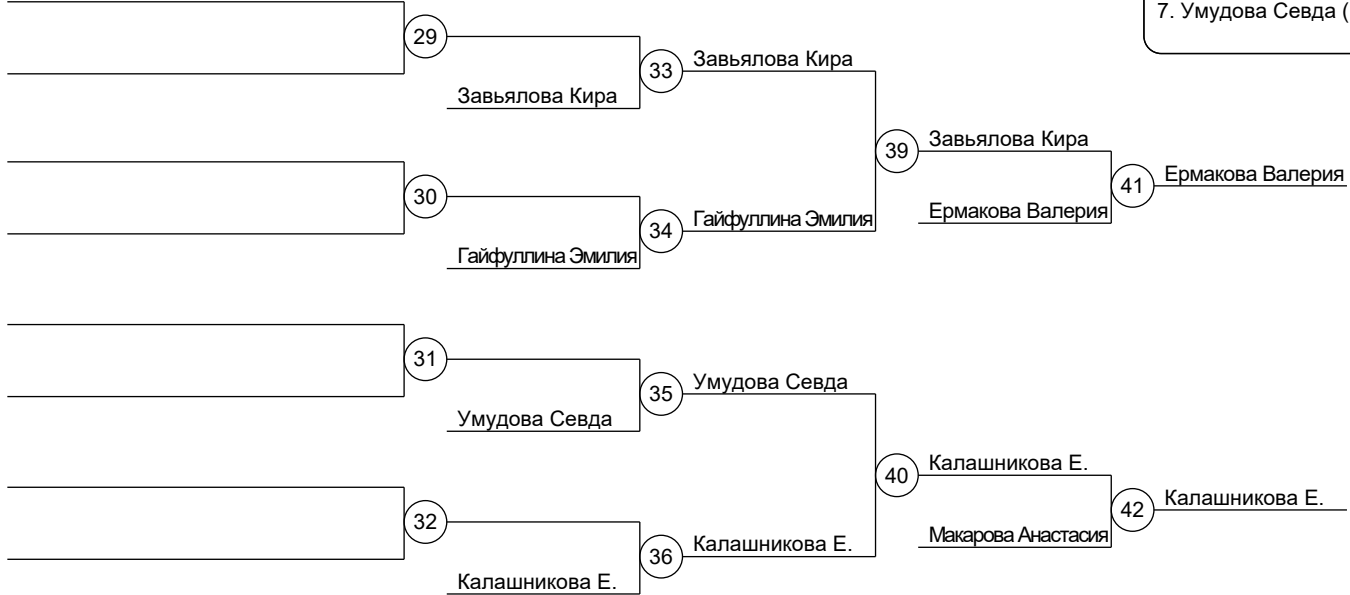 7. Умудова Севда (
29
33
Завьялова Кира
Завьялова Кира
39
Завьялова Кира
41
Ермакова Валерия
30
34
Гайфуллина Эмилия
Ермакова Валерия
Гайфуллина Эмилия
31
35
Умудова Севда
Умудова Севда
40
Калашникова Е.
42
Калашникова Е.
32
36
Калашникова Е.
Макарова Анастасия
Калашникова Е.